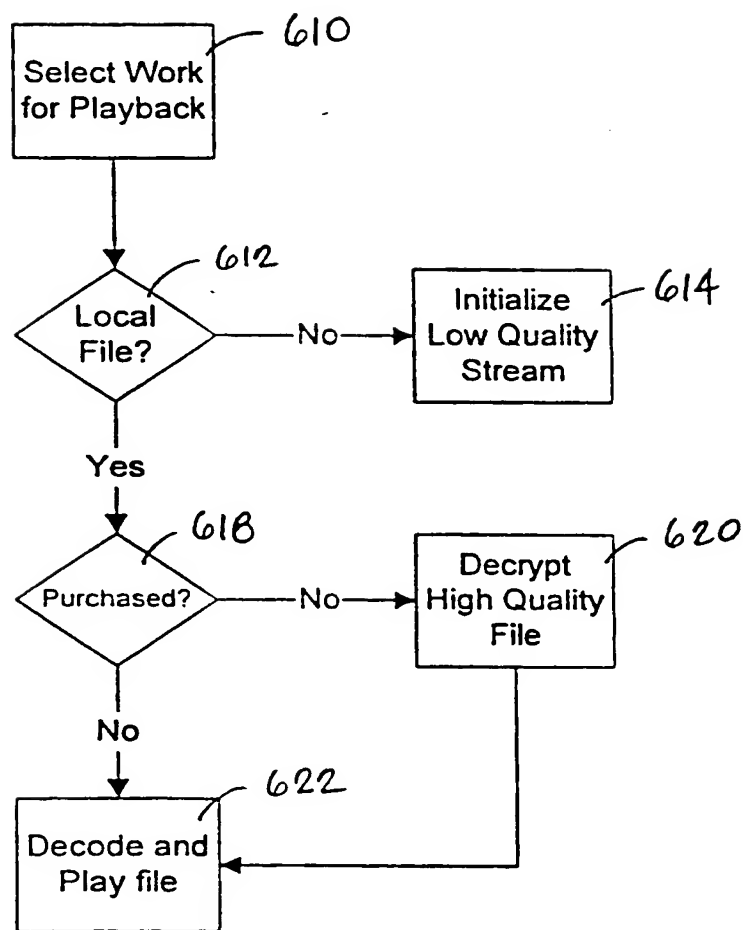 610
Select Work
for Playback
612
Local
File?
No
Initialize
Low Quality
Stream
614
Yes
618
Purchased?
No
Decrypt
High Quality
File
620
No
622
Decode and
Play file